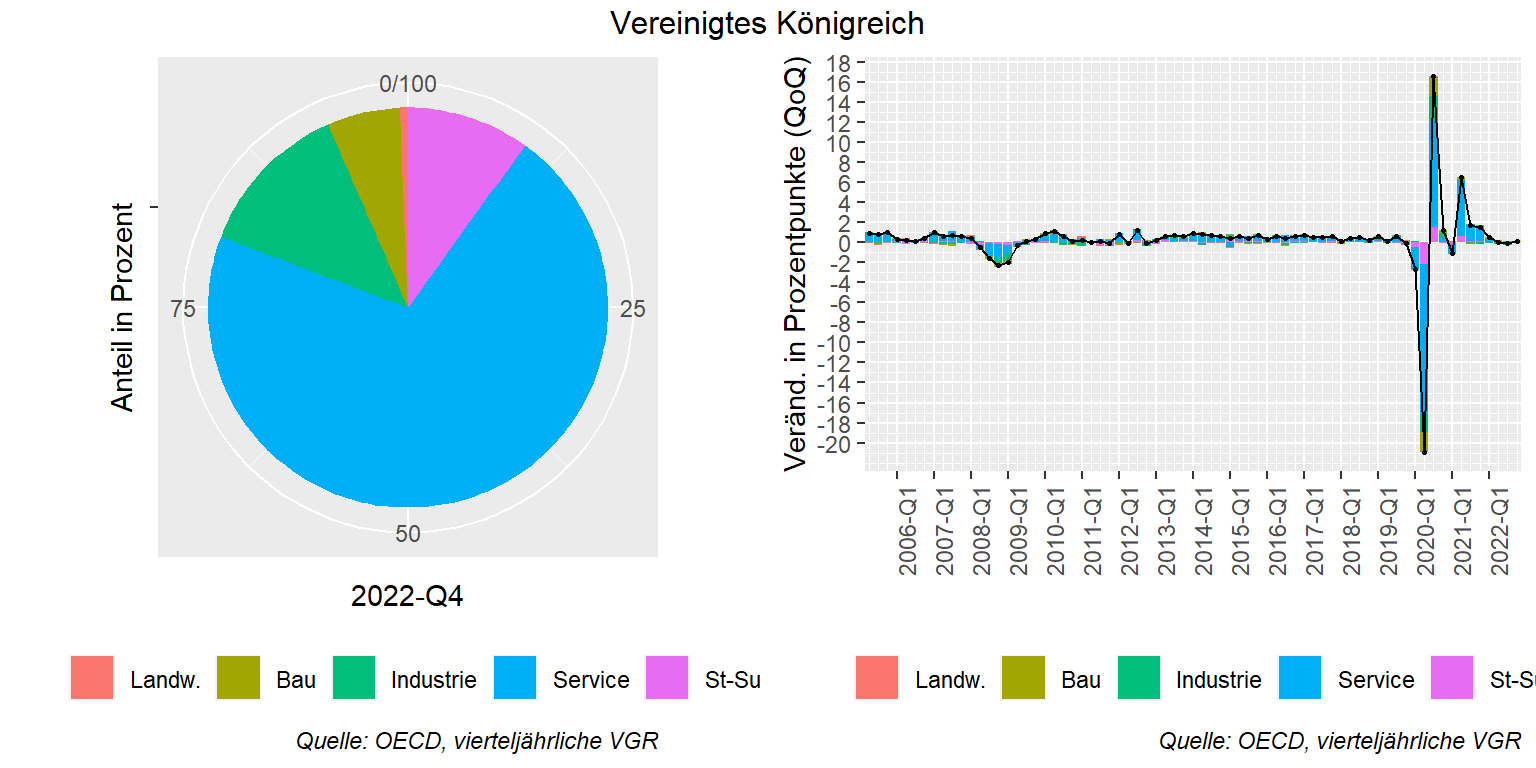 Vereinigtes Königreich
Anteil in Prozent
0/100
75
25
50
2022-Q4
Landw. Bau Industrie Service St-Su
Quelle: OECD, vierteljährliche VGR
Veränd. in Prozentpunkte (QoQ)
18
16
14
12
10
8
6
4
2
0
-2
-4
-6
-8
-10
-12
-14
-16
-18
-20
2006-Q1
2007-Q1
2008-Q1
2009-Q1
2010-Q1
2011-Q1
2012-Q1
2013-Q1
2014-Q1
2015-Q1
2016-Q1
2017-Q1
2018-Q1
2019-Q1
2020-Q1
2021-Q1
2022-Q1
Landw. Bau Industrie Service St-Su
Quelle: OECD, vierteljährliche VGR